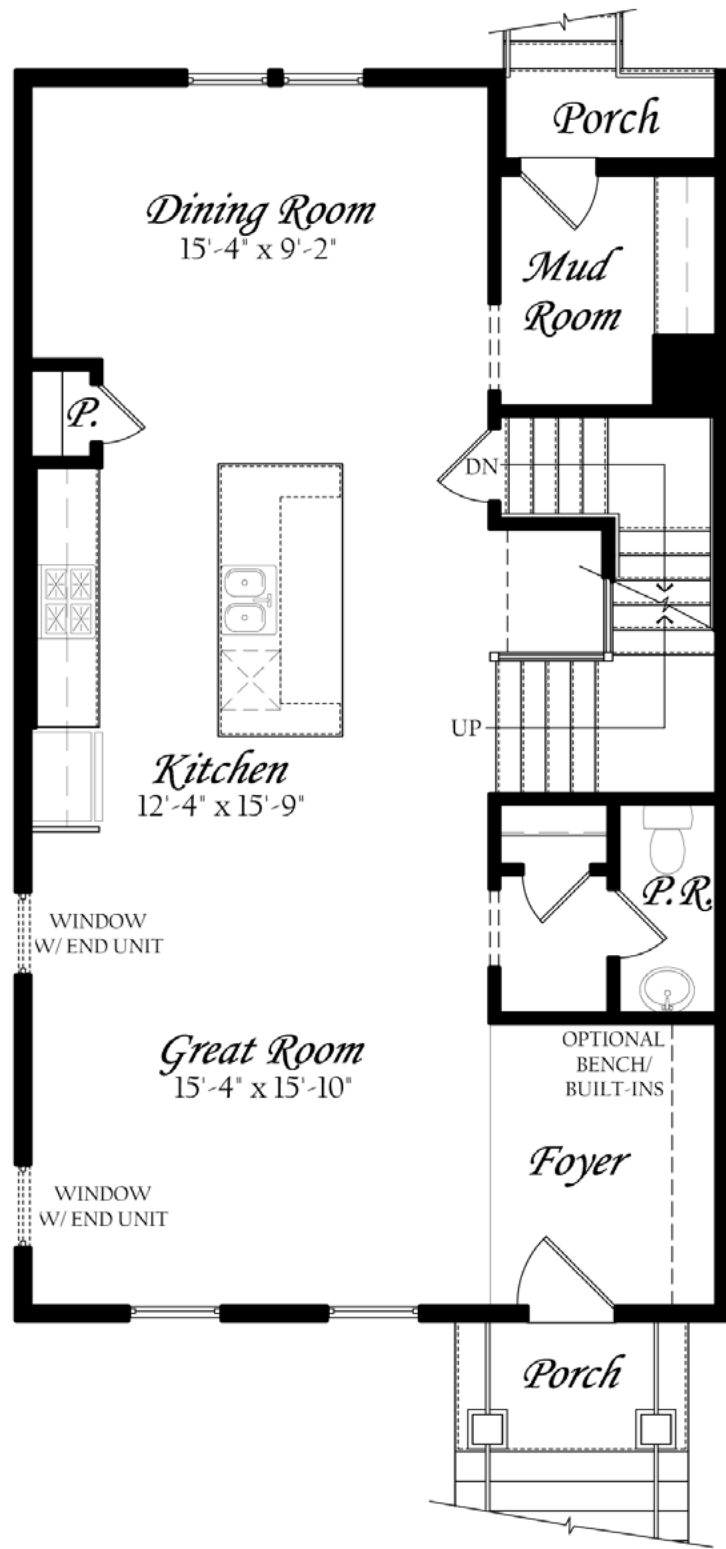 Porch
Dining Room
15'-4" x 9'-2"
Mud
Room
P.
DN
UP
Kitchen
12'-4" x 15'-9"
P.R.
WINDOW
W/ END UNIT
Great Room
15'-4" x 15'-10"
OPTIONAL
BENCH/
BUILT-INS
Foyer
WINDOW
W/ END UNIT
Porch